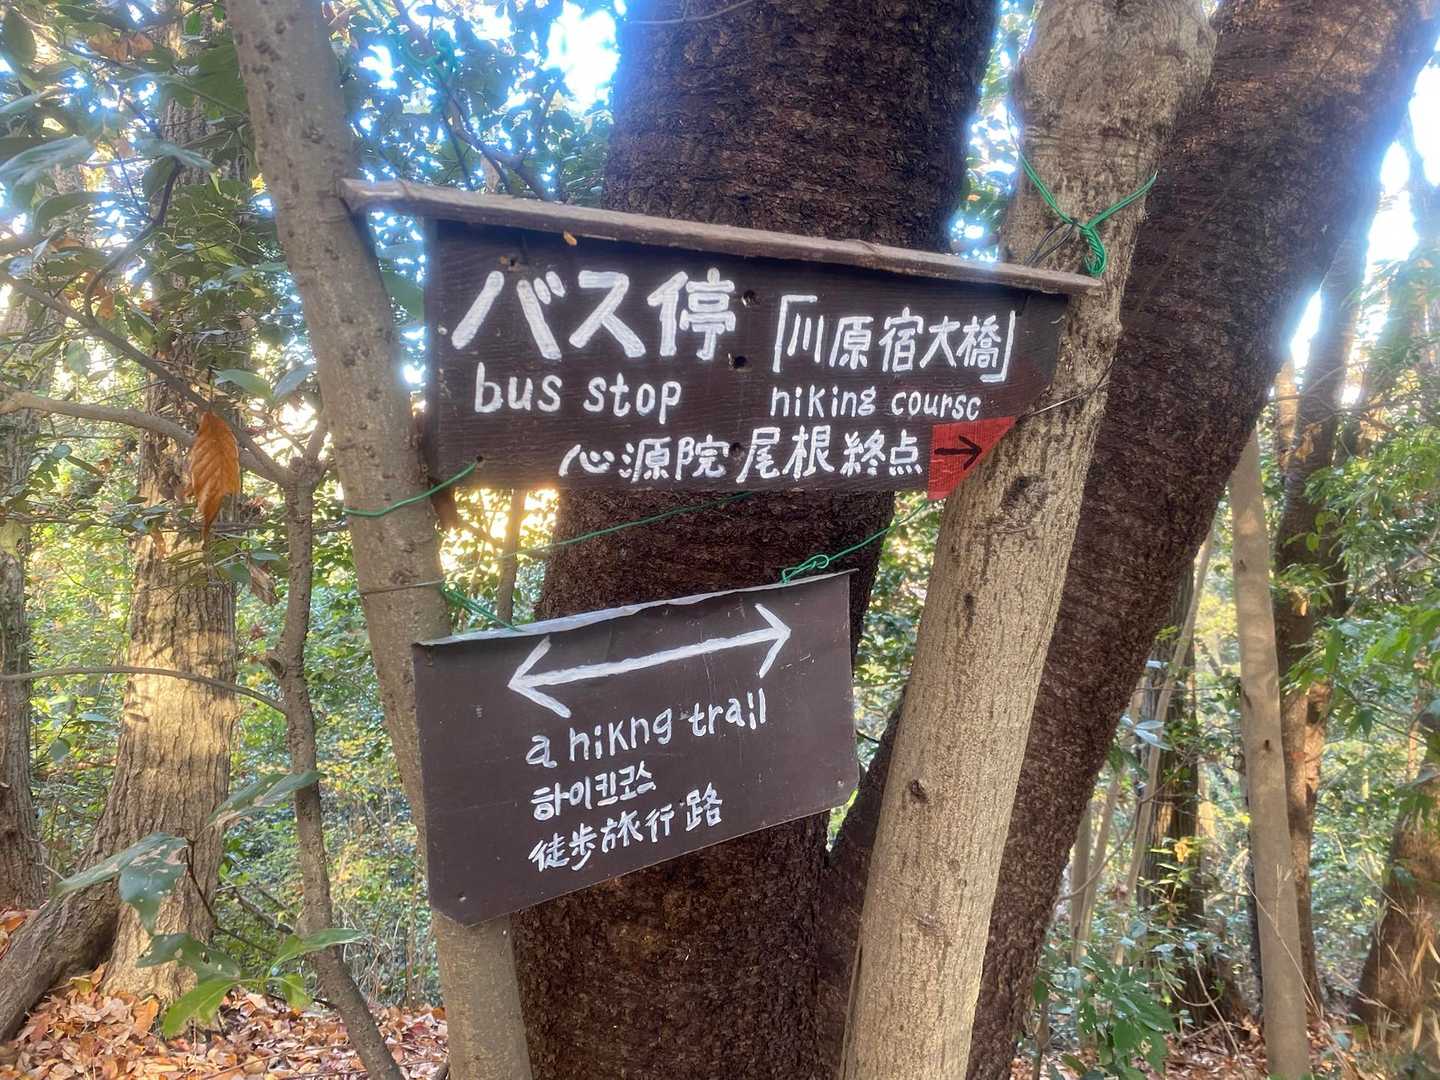 バス停「川原宿大橋」
bus stop hiking coursc
心源院尾根終点 →
a hikng trail
하이킨코스
徒歩旅行路